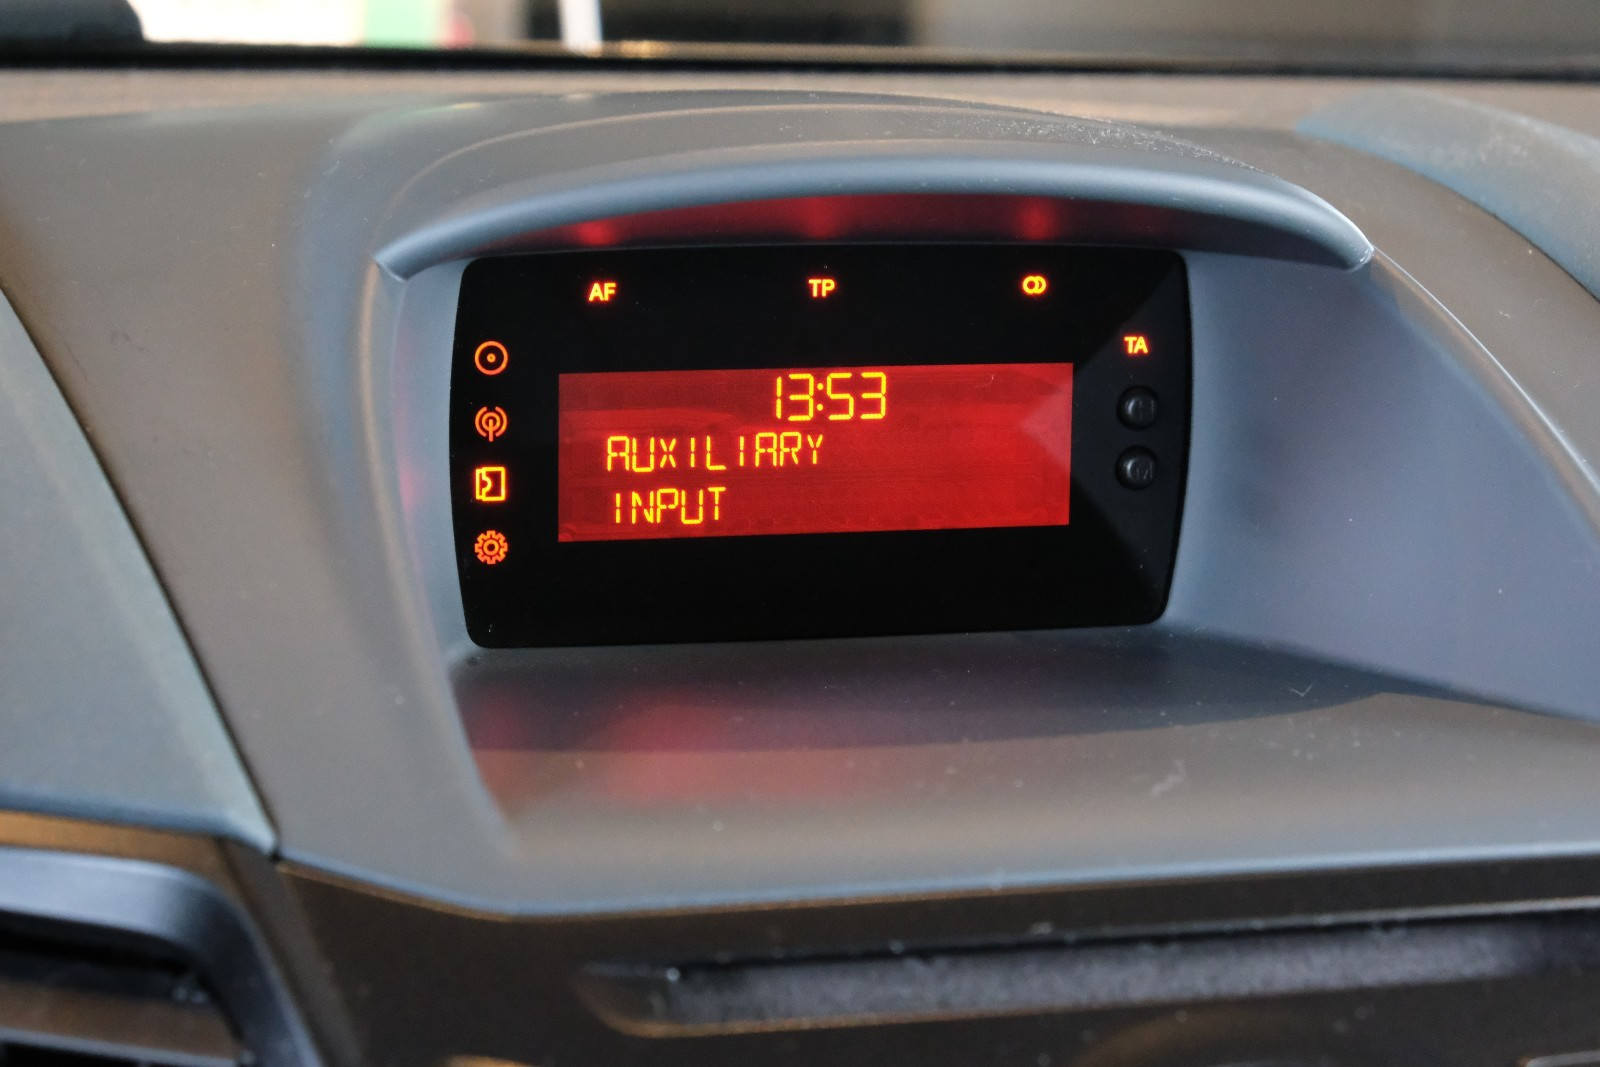 AF TP
TA
13:53
AUXILIARY
INPUT
H
M